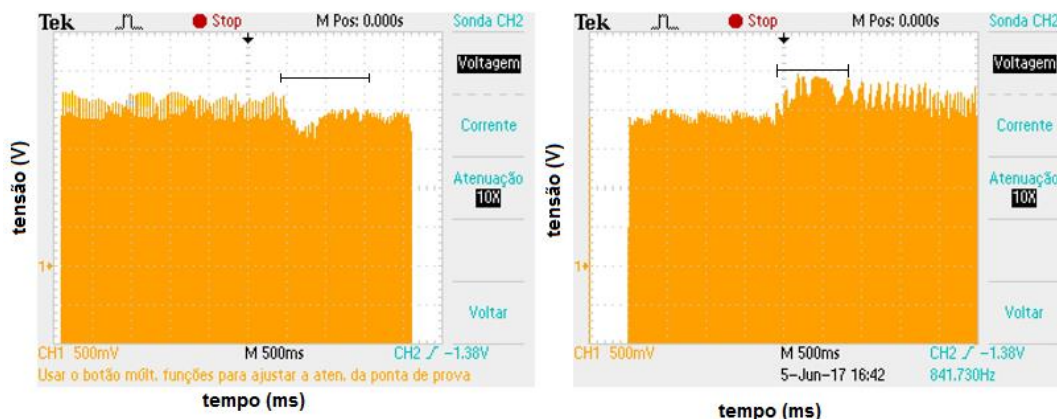 Tek Stop M Pos: 0.000s Sonda CH2
Voltagem
Corrente
Atenuação
10X
Voltar
tensão (V)
1
CH1 500mV M 500ms CH2 -1.38V
Usar o botão múlt. funções para ajustar a aten. da ponta de prova
tempo (ms)
Tek Stop M Pos: 0.000s Sonda CH2
Voltagem
Corrente
Atenuação
10X
Voltar
tensão (V)
1
CH1 500mV M 500ms CH2 -1.38V
5-Jun-17 16:42 841.730Hz
tempo (ms)